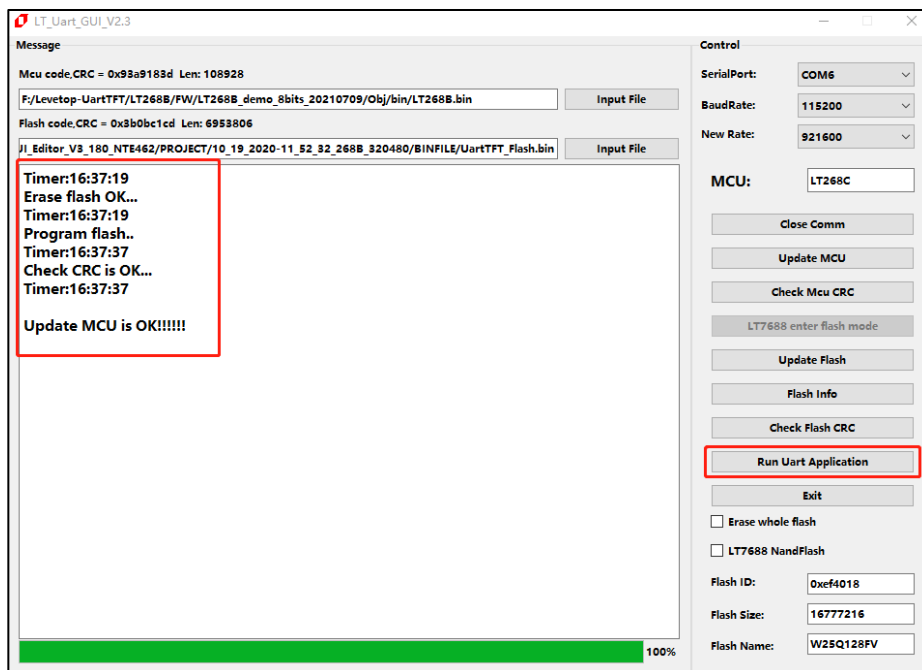 LT_Uart_GUI_V2.3
Message
Mcu code,CRC = 0x93a9183d Len: 108928
F:/Levetop-UartTFT/LT268B/FW/LT268B_demo_8bits_20210709/Obj/bin/LT268B.bin
Input File
Flash code,CRC = 0x3b0bc1cd Len: 6953806
JI_Editor_V3_180_NTE462/PROJECT/10_19_2020-11_52_32_268B_320480/BINFILE/UartTFT_Flash.bin
Input File
Timer:16:37:19
Erase flash OK...
Timer:16:37:19
Program flash..
Timer:16:37:37
Check CRC is OK...
Timer:16:37:37
Update MCU is OK!!!!!!
100%
Control
SerialPort: COM6
BaudRate: 115200
New Rate: 921600
MCU: LT268C
Close Comm
Update MCU
Check Mcu CRC
LT7688 enter flash mode
Update Flash
Flash Info
Check Flash CRC
Run Uart Application
Exit
Erase whole flash
LT7688 NandFlash
Flash ID: 0xef4018
Flash Size: 16777216
Flash Name: W25Q128FV